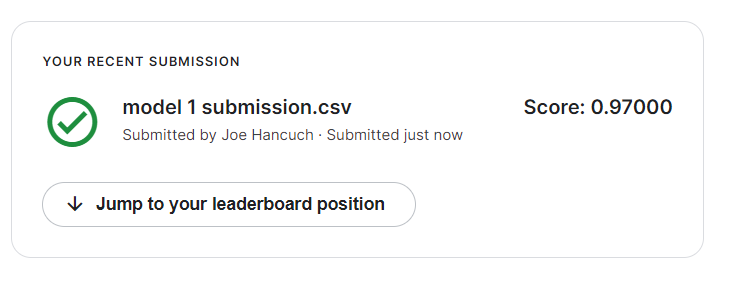 YOUR RECENT SUBMISSION
model 1 submission.csv
Score: 0.97000
Submitted by Joe Hancuch · Submitted just now
Jump to your leaderboard position